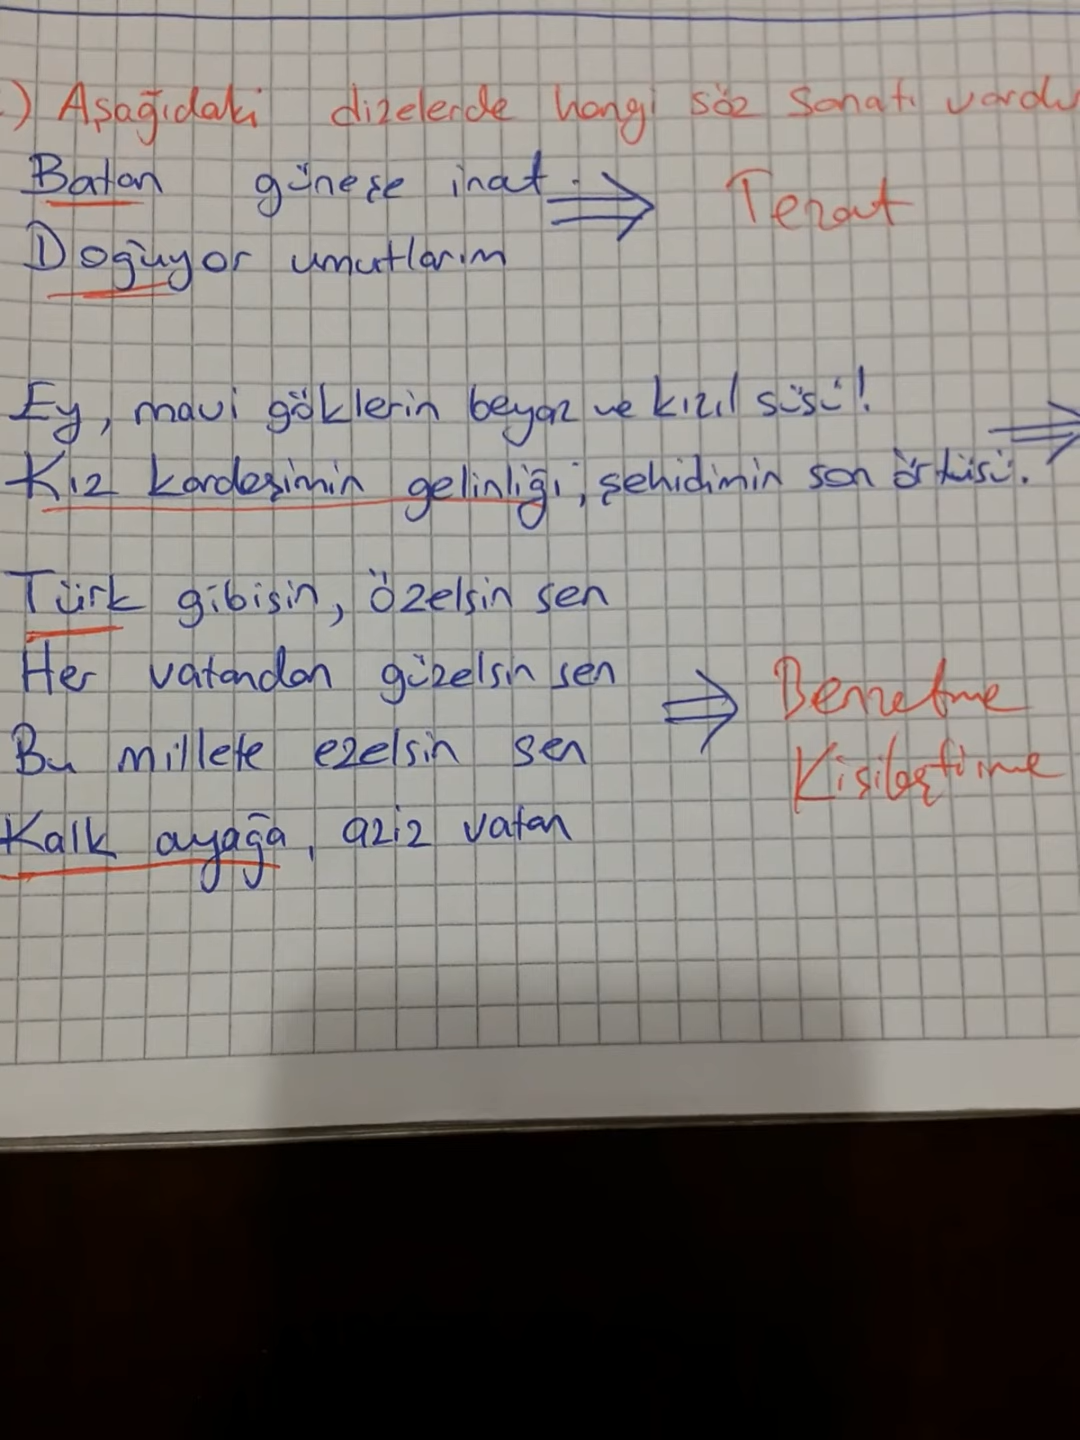 .) Aşağıdaki dizelerde hangi söz sanatı vardır
Batan güneşe inat. ⇒ Tezat
Doğuyor umutlarım
Ey, mavi göklerin beyaz ve kızıl süsü!
Kız kardeşimin gelinliği, şehidimin son örtüsü. ⇒
Türk gibisin, özelsin sen
Her vatandan güzelsin sen
Bu millete ezelsin sen
Kalk ayağa, aziz vatan
⇒ Benzetme
Kişileştirme